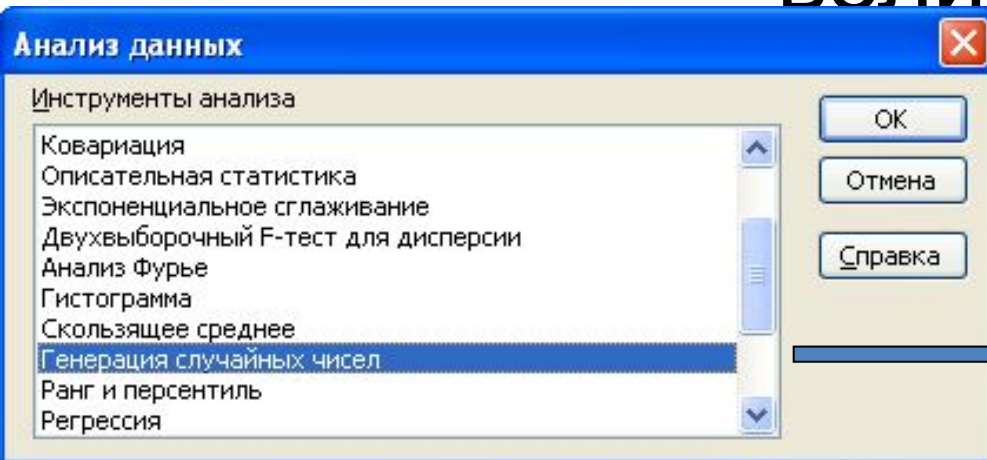 Анализ данных
Инструменты анализа
Ковариация
Описательная статистика
Экспоненциальное сглаживание
Двухвыборочный F-тест для дисперсии
Анализ Фурье
Гистограмма
Скользящее среднее
Генерация случайных чисел
Ранг и персентиль
Регрессия
ОК
Отмена
Справка